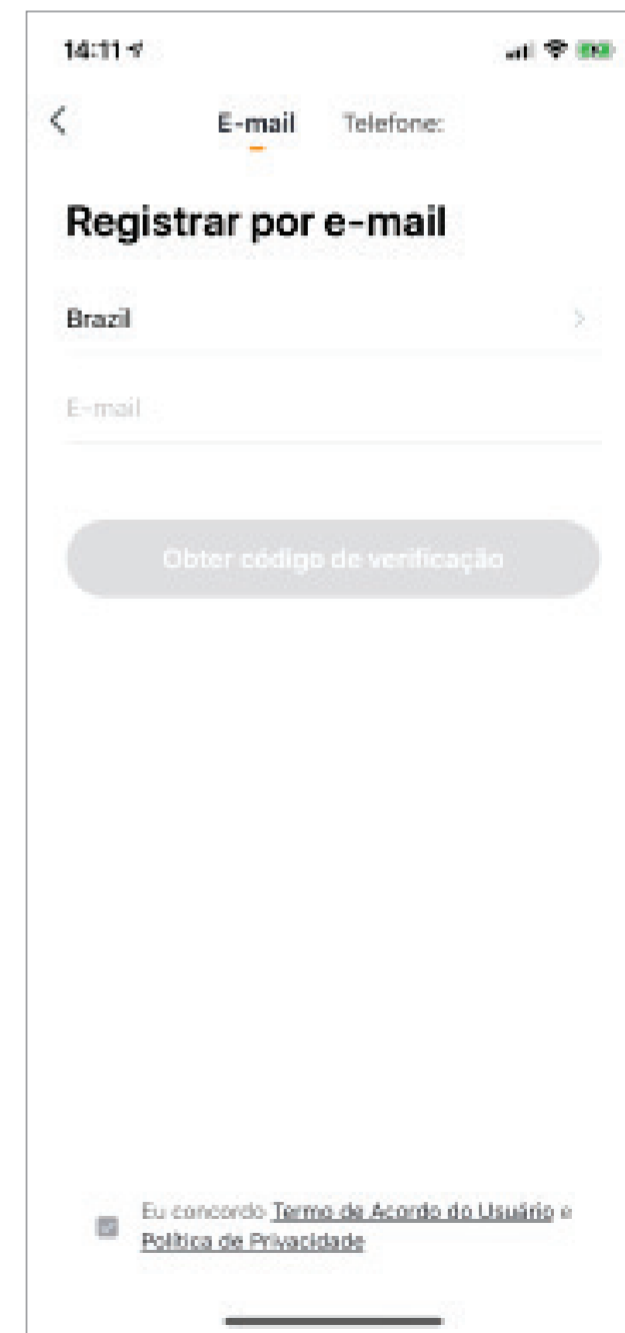 14:11
E-mail Telefone:
Registrar por e-mail
Brazil
E-mail
Obter código de verificação
Eu concordo Termo de Acordo do Usuário e
Política de Privacidade